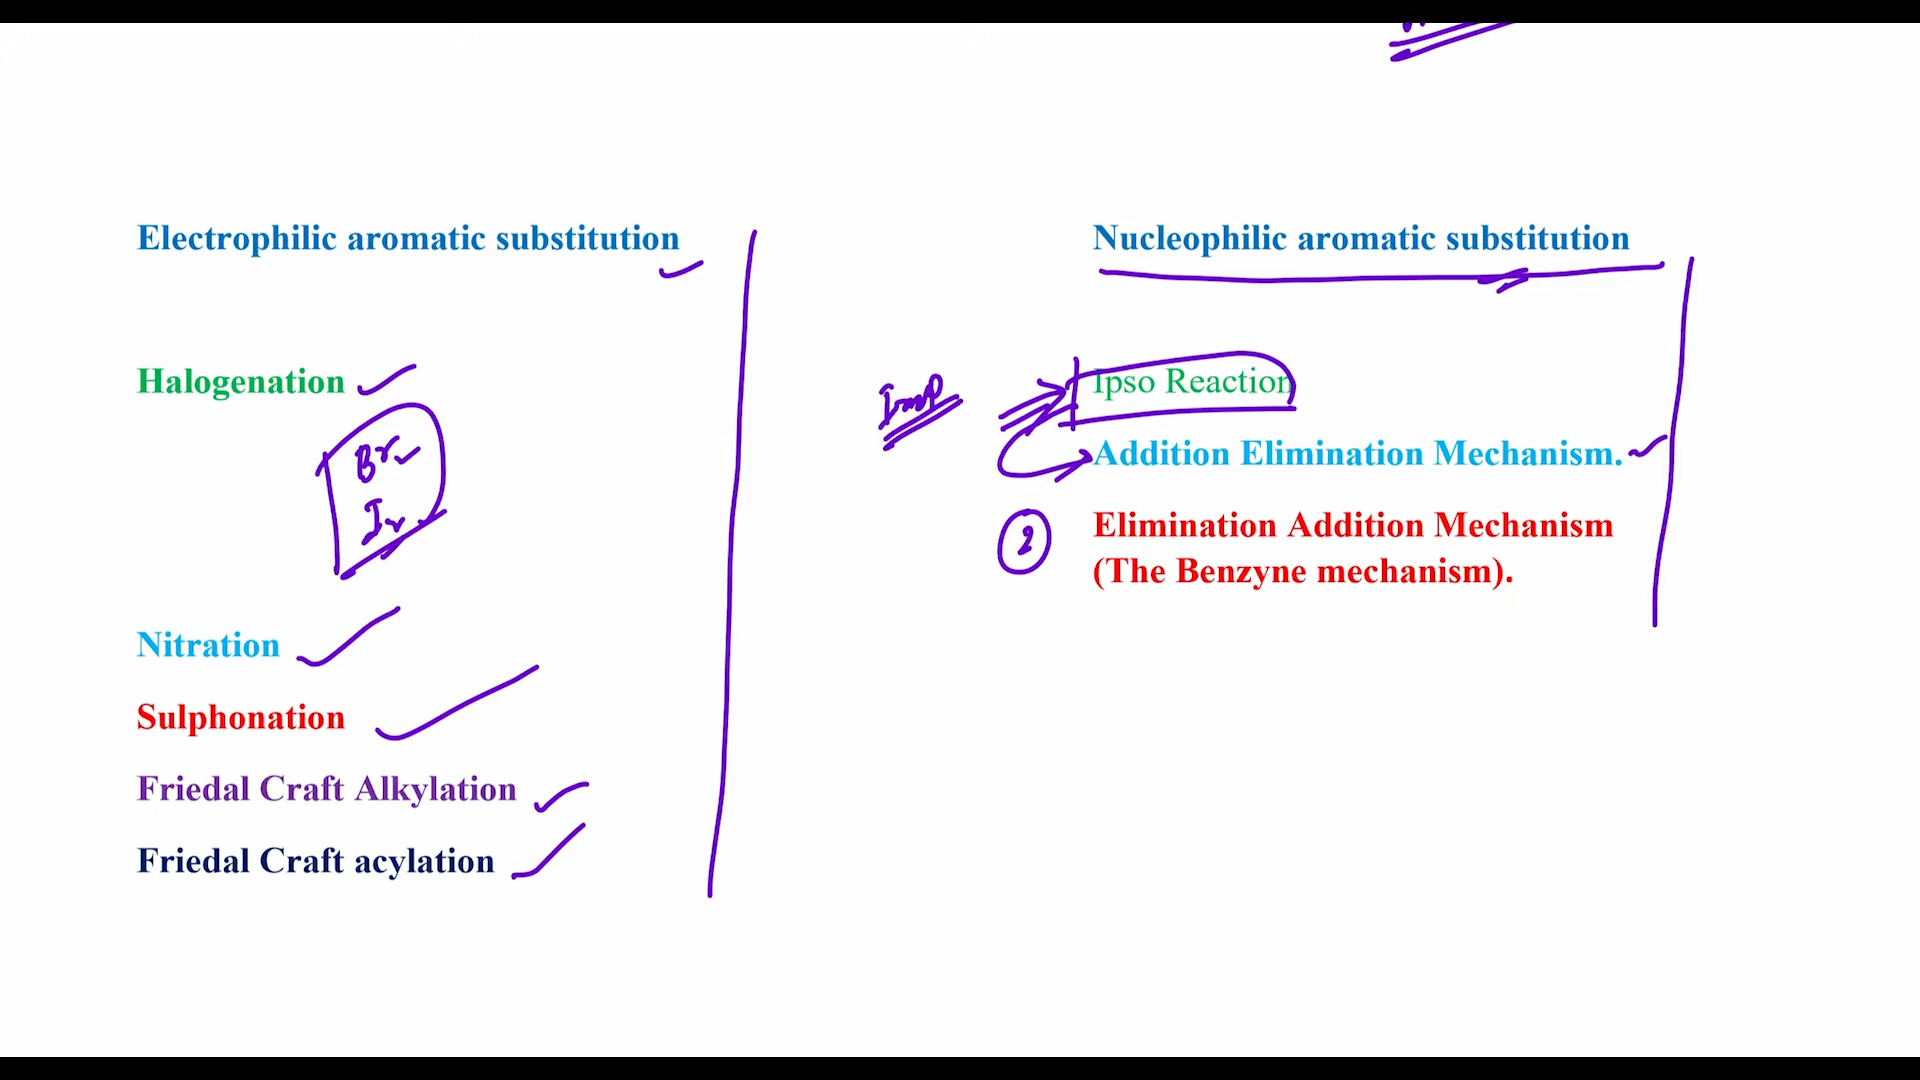 Electrophilic aromatic substitution
Halogenation
Br
Nitration
Sulphonation
Friedal Craft Alkylation
Friedal Craft acylation
Nucleophilic aromatic substitution
Imp
Ipso Reaction
Addition Elimination Mechanism.
2
Elimination Addition Mechanism
(The Benzyne mechanism).